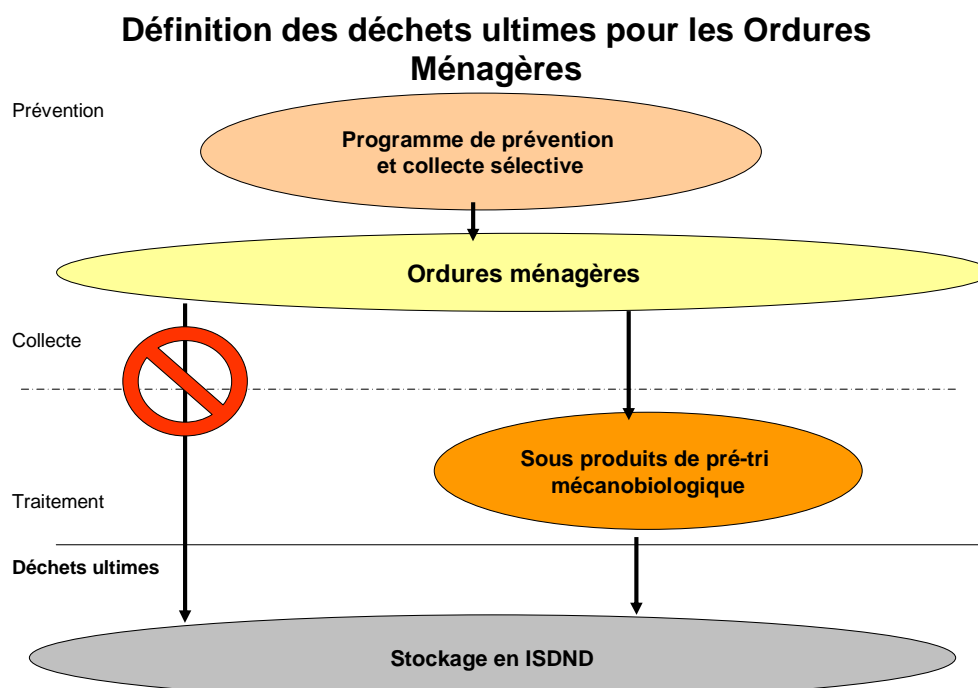 Définition des déchets ultimes pour les Ordures
Ménagères
Prévention
Programme de prévention
et collecte sélective
Ordures ménagères
Collecte
Sous produits de pré-tri
mécanobiologique
Traitement
Déchets ultimes
Stockage en ISDND